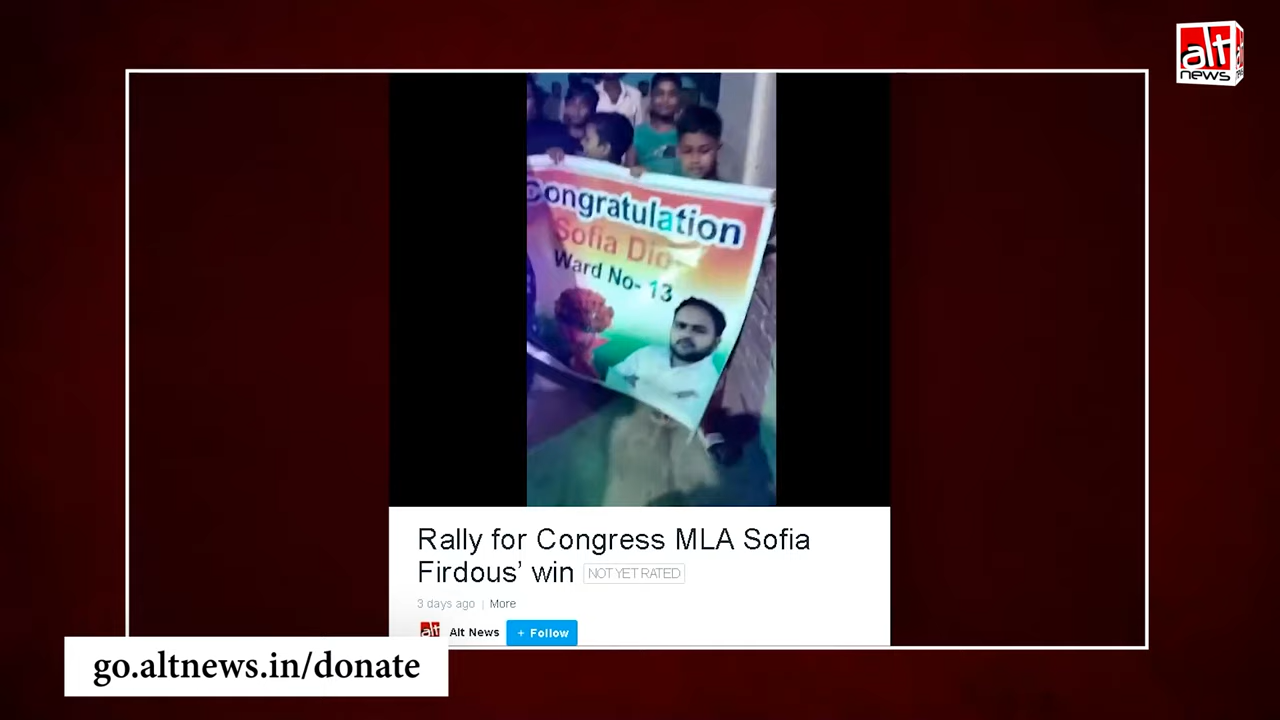 alt
news
Congratulation
Sofia Dio
Ward No- 13
Rally for Congress MLA Sofia
Firdous’ win NOT YET RATED
3 days ago | More
alt Alt News + Follow
go.altnews.in/donate